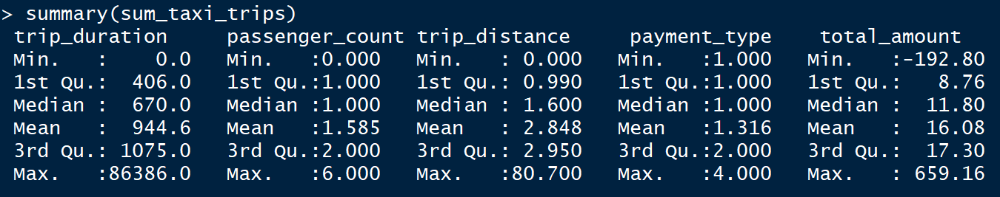 > summary(sum_taxi_trips)
 trip_duration     passenger_count trip_distance     payment_type    total_amount
 Min.   :    0.0   Min.   :0.000   Min.   : 0.000   Min.   :1.000   Min.   :-192.80
 1st Qu.:  406.0   1st Qu.:1.000   1st Qu.: 0.990   1st Qu.:1.000   1st Qu.:   8.76
 Median :  670.0   Median :1.000   Median : 1.600   Median :1.000   Median :  11.80
 Mean   :  944.6   Mean   :1.585   Mean   : 2.848   Mean   :1.316   Mean   :  16.08
 3rd Qu.: 1075.0   3rd Qu.:2.000   3rd Qu.: 2.950   3rd Qu.:2.000   3rd Qu.:  17.30
 Max.   :86386.0   Max.   :6.000   Max.   :80.700   Max.   :4.000   Max.   : 659.16